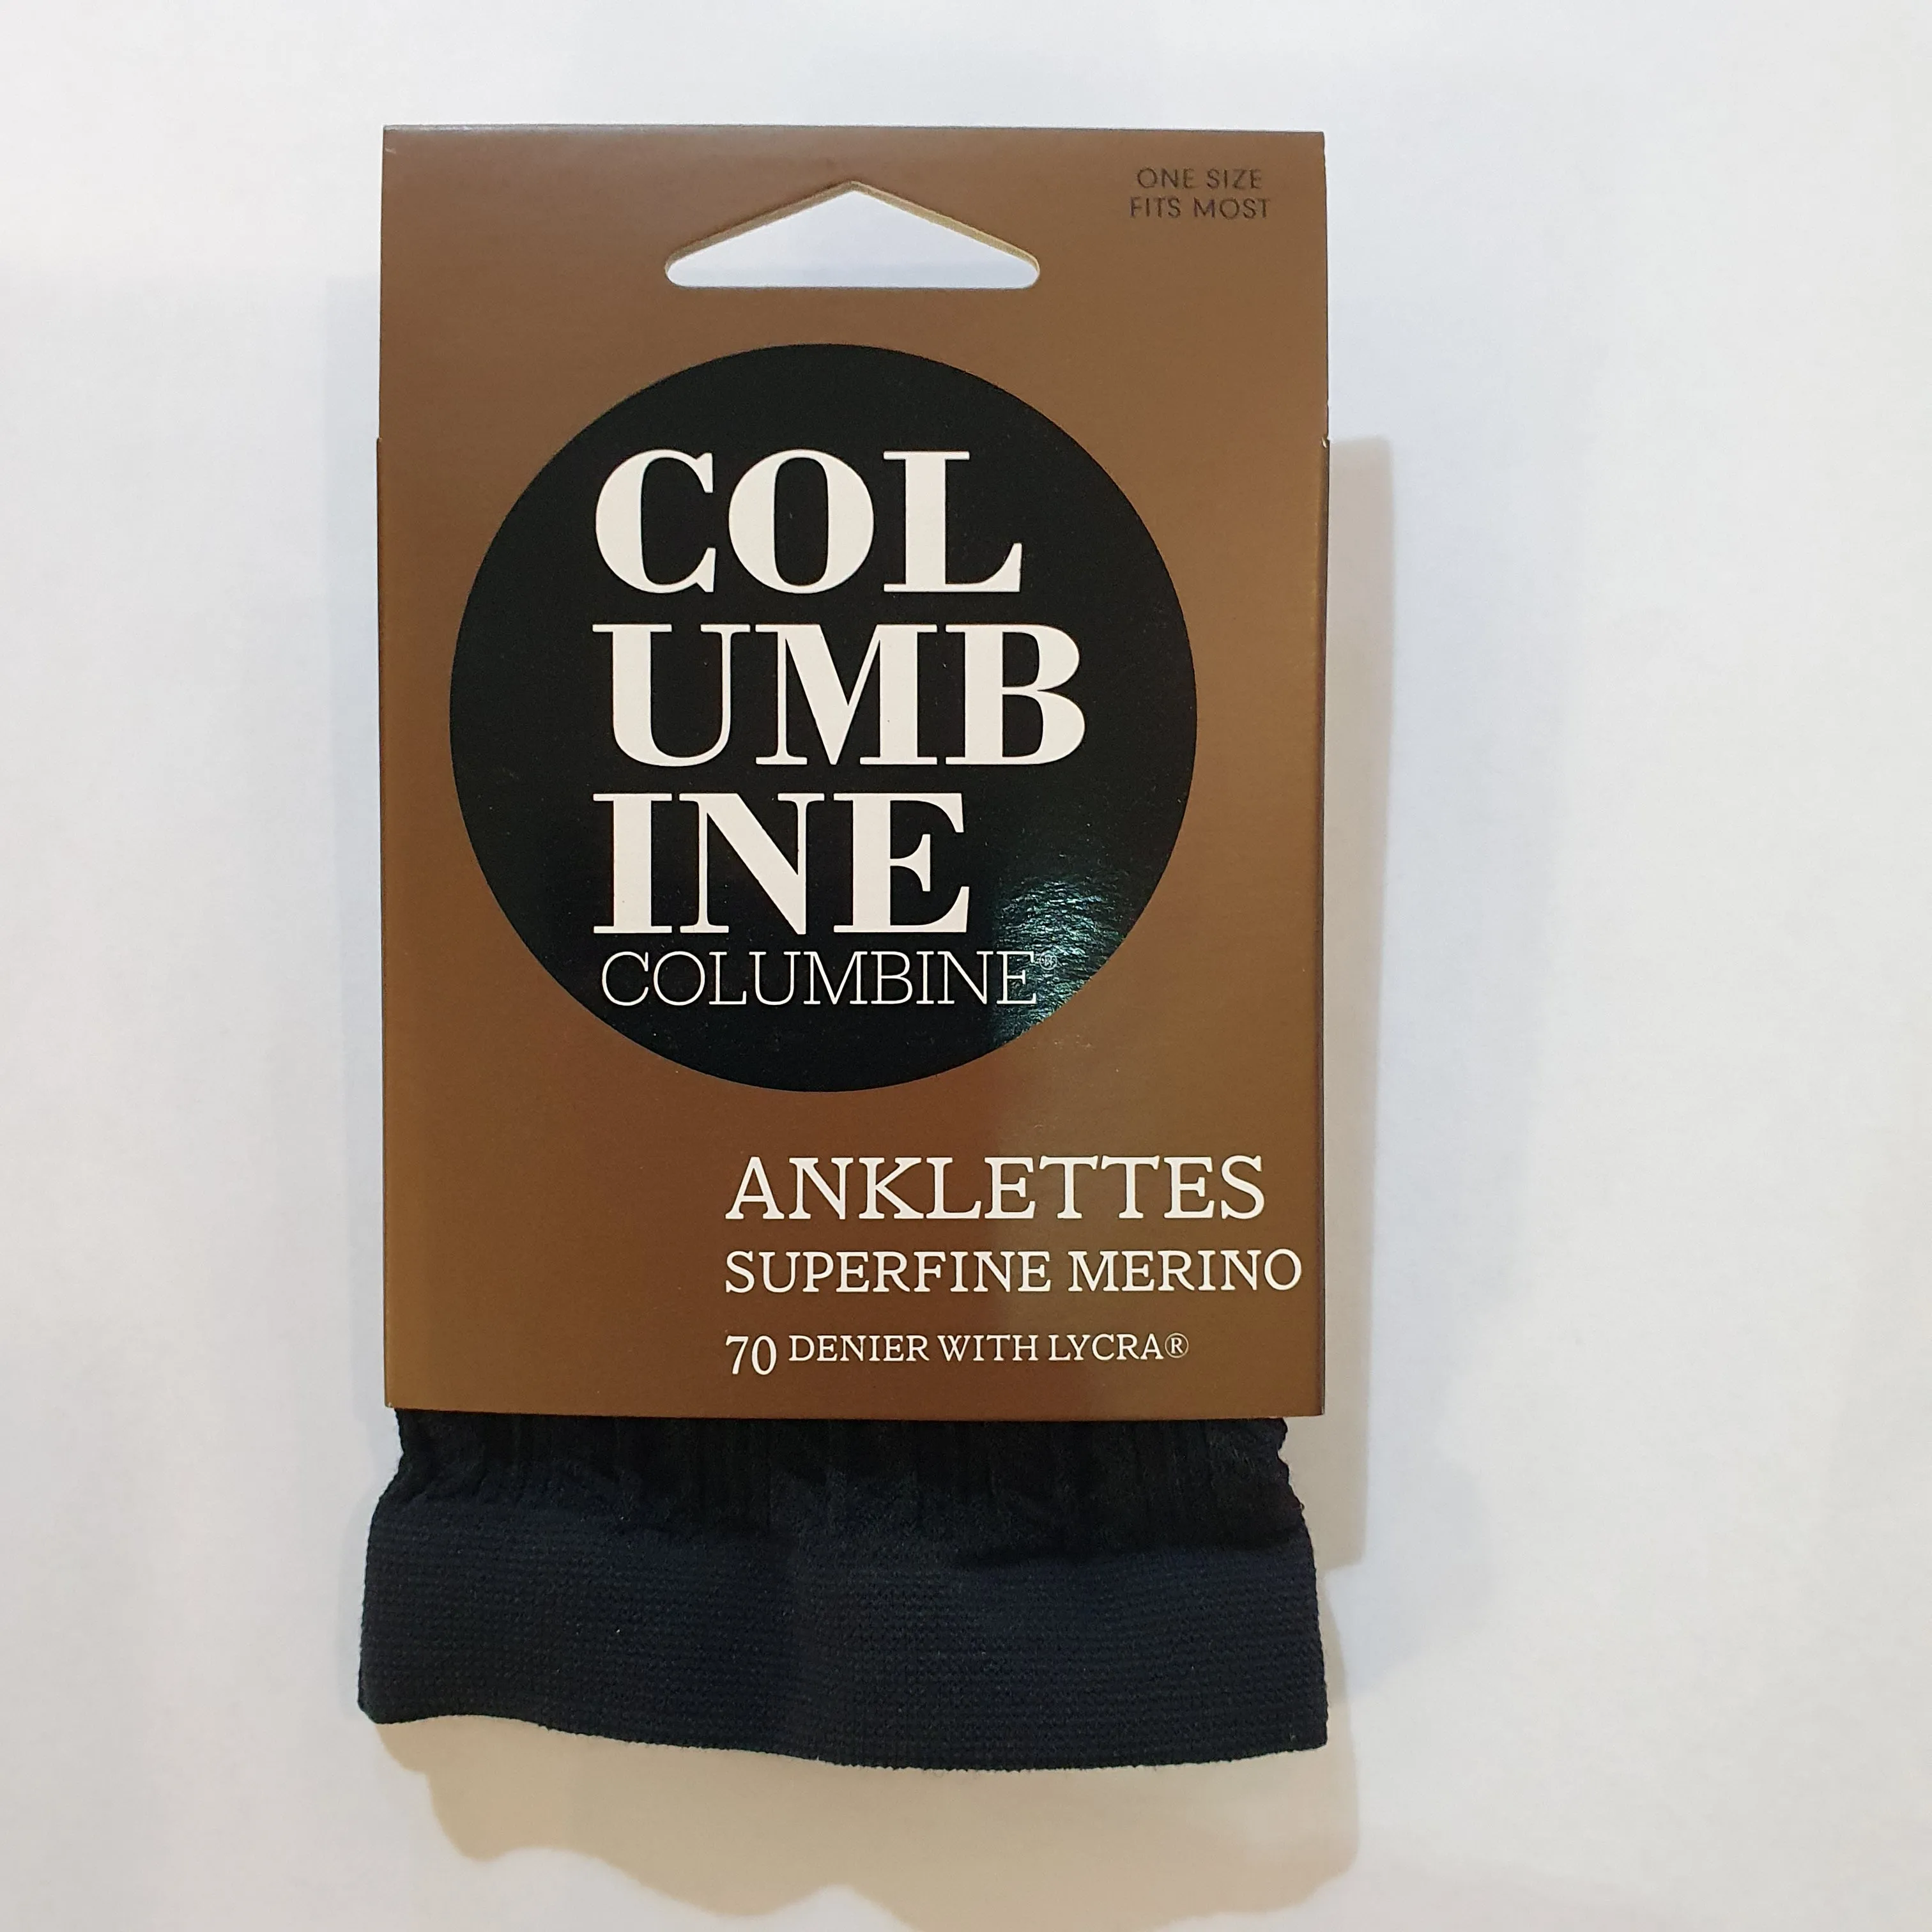 ONE SIZE
FITS MOST
COL
UMB
INE
COLUMBINE®
ANKLETTES
SUPERFINE MERINO
70 DENIER WITH LYCRA®